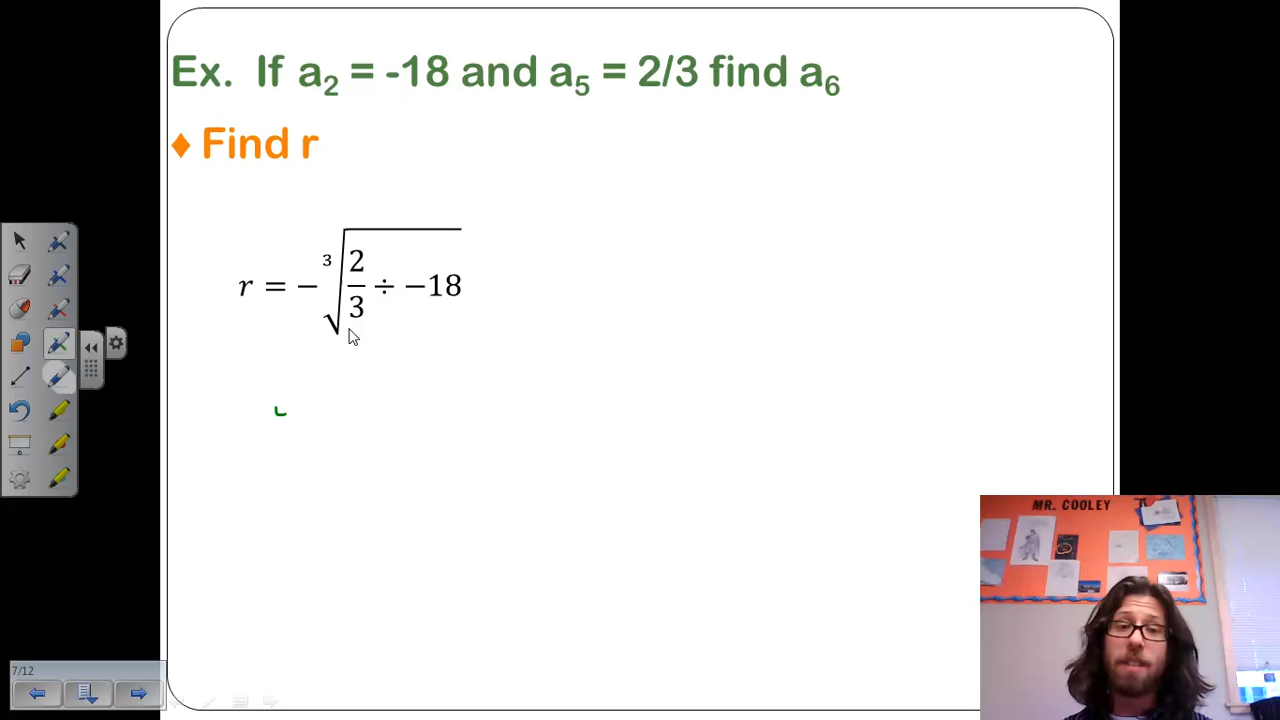 Ex. If a₂ = -18 and a₅ = 2/3 find a₆
♦ Find r
r = −∛(2/3 ÷ −18)
MR. COOLEY
7/12